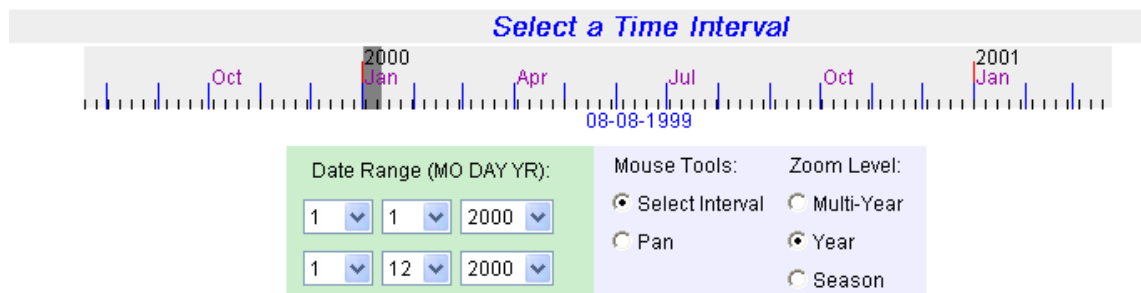 Select a Time Interval
2000 2001
Oct Jan Apr Jul Oct Jan
08-08-1999
Date Range (MO DAY YR): Mouse Tools: Zoom Level:
1 1 2000 Select Interval Multi-Year
Pan Year
1 12 2000 Season